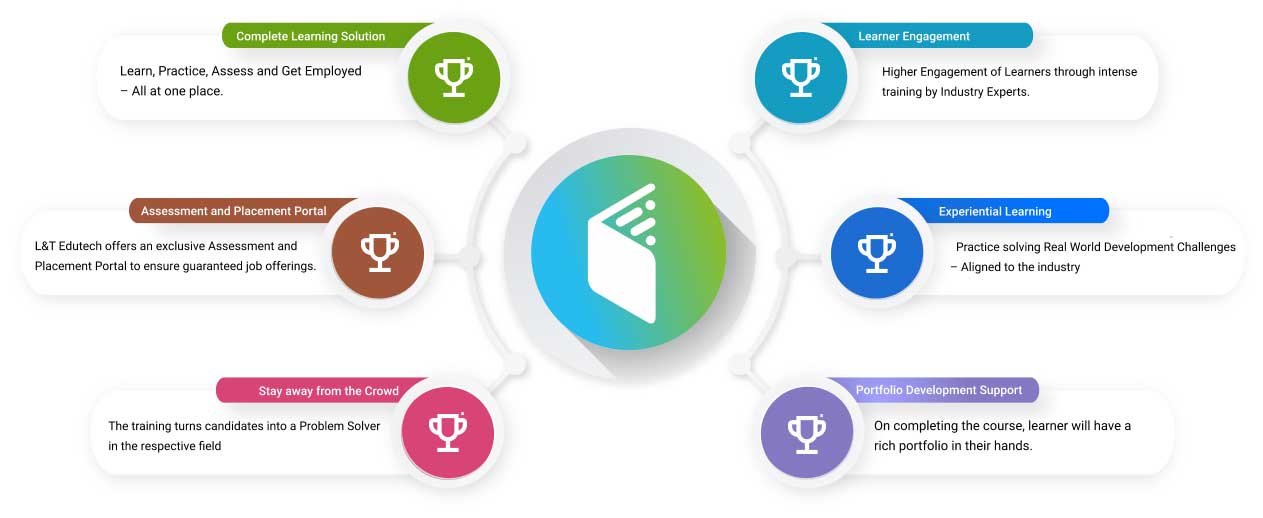 Complete Learning Solution
Learn, Practice, Assess and Get Employed
– All at one place.
Learner Engagement
Higher Engagement of Learners through intense
training by Industry Experts.
Assessment and Placement Portal
L&T Edutech offers an exclusive Assessment and
Placement Portal to ensure guaranteed job offerings.
Experiential Learning
Practice solving Real World Development Challenges
– Aligned to the industry
Stay away from the Crowd
The training turns candidates into a Problem Solver
in the respective field
Portfolio Development Support
On completing the course, learner will have a
rich portfolio in their hands.